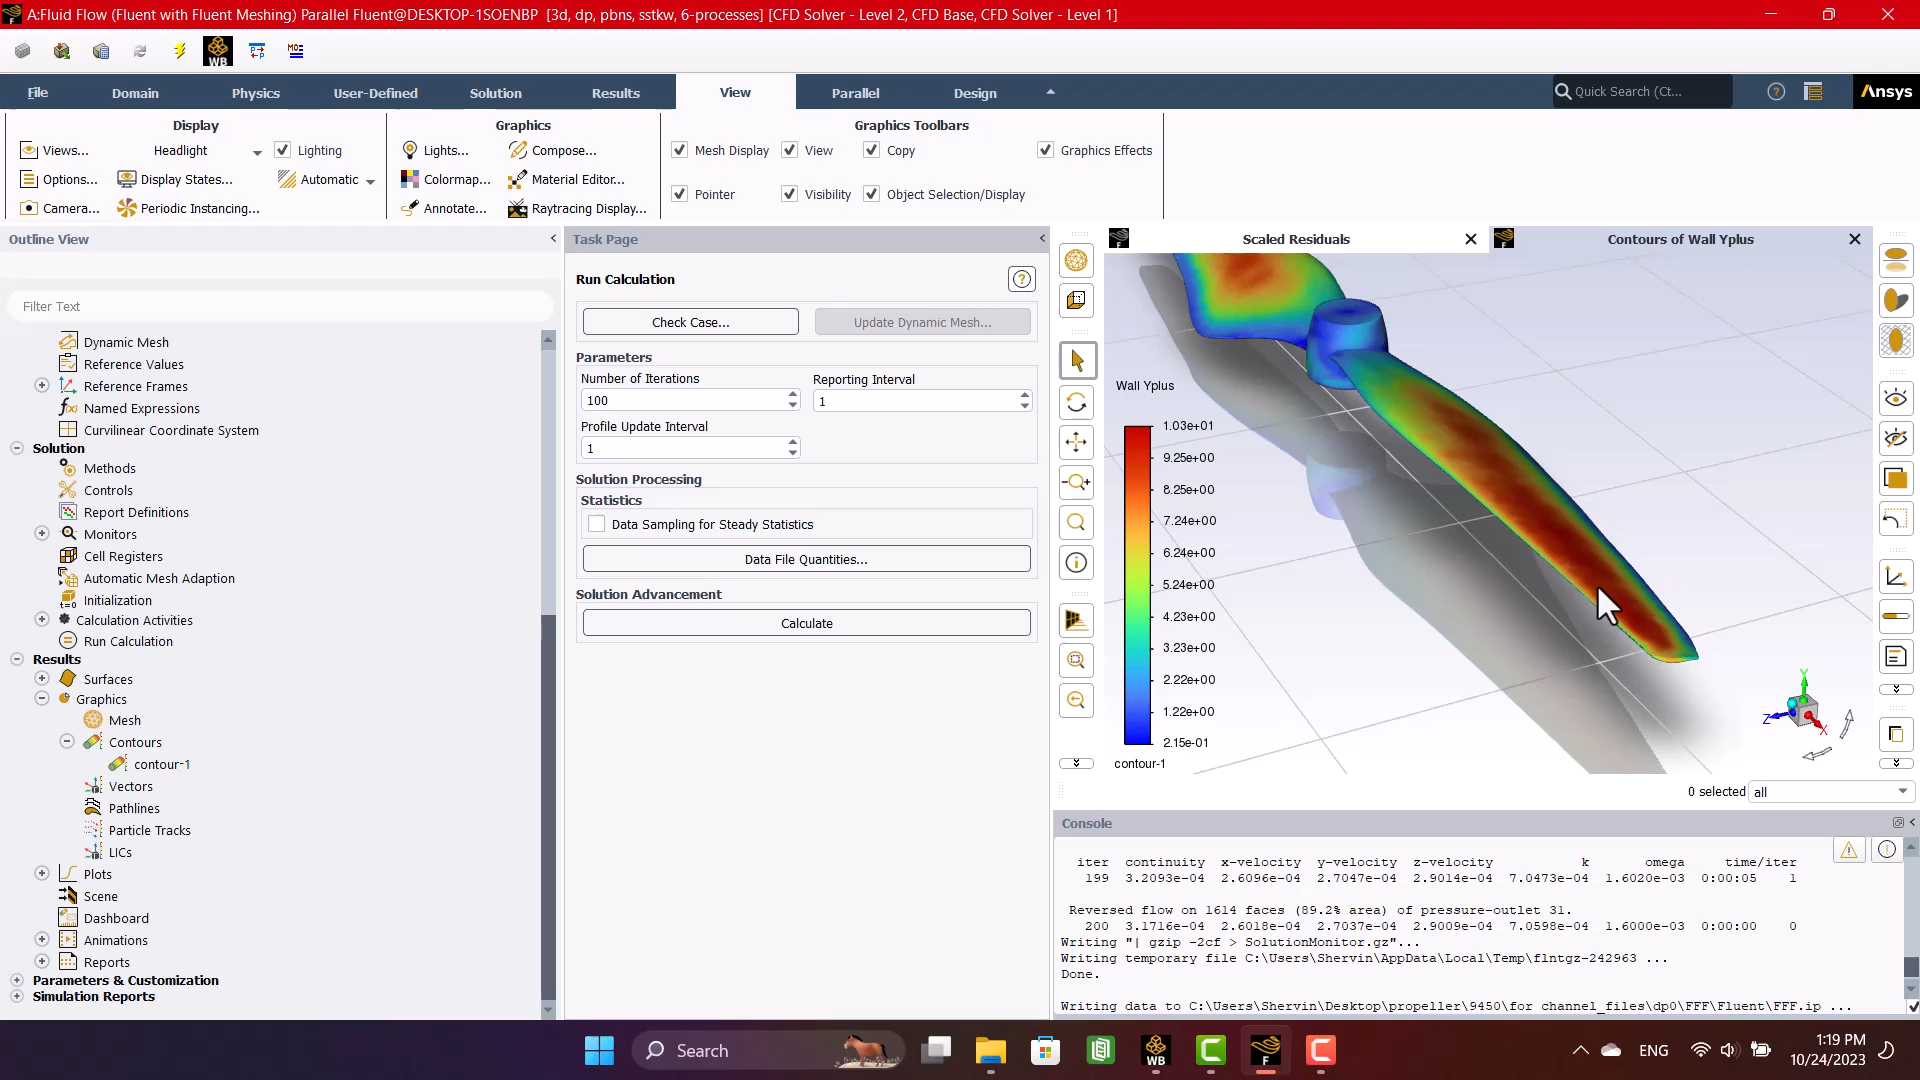 A:Fluid Flow (Fluent with Fluent Meshing) Parallel Fluent@DESKTOP-1SOENBP [3d, dp, pbns, sstkw, 6-processes] [CFD Solver - Level 2, CFD Base, CFD Solver - Level 1]
WB
File Domain Physics User-Defined Solution Results View Parallel Design Quick Search (Ct... Ansys
Display Graphics Graphics Toolbars
Views... Headlight Lighting Lights... Compose... Mesh Display View Copy Graphics Effects
Options... Display States... Automatic Colormap... Material Editor...
Pointer Visibility Object Selection/Display
Camera... Periodic Instancing... Annotate... Raytracing Display...
Outline View
Filter Text
Dynamic Mesh
Reference Values
Reference Frames
Named Expressions
Curvilinear Coordinate System
Solution
Methods
Controls
Report Definitions
Monitors
Cell Registers
Automatic Mesh Adaption
Initialization
Calculation Activities
Run Calculation
Results
Surfaces
Graphics
Mesh
Contours
contour-1
Vectors
Pathlines
Particle Tracks
LICs
Plots
Scene
Dashboard
Animations
Reports
Parameters & Customization
Simulation Reports
Task Page
Run Calculation
Check Case... Update Dynamic Mesh...
Parameters
Number of Iterations Reporting Interval
100 1
Profile Update Interval
1
Solution Processing
Statistics
Data Sampling for Steady Statistics
Data File Quantities...
Solution Advancement
Calculate
Scaled Residuals Contours of Wall Yplus
Wall Yplus
1.03e+01
9.25e+00
8.25e+00
7.24e+00
6.24e+00
5.24e+00
4.23e+00
3.23e+00
2.22e+00
1.22e+00
2.15e-01
contour-1
Y
Z
X
0 selected all
Console
iter continuity x-velocity y-velocity z-velocity k omega time/iter
199 3.2093e-04 2.6096e-04 2.7047e-04 2.9014e-04 7.0473e-04 1.6020e-03 0:00:05 1
Reversed flow on 1614 faces (89.2% area) of pressure-outlet 31.
200 3.1716e-04 2.6018e-04 2.7037e-04 2.9009e-04 7.0598e-04 1.6000e-03 0:00:00 0
Writing "| gzip -2cf > SolutionMonitor.gz"...
Writing temporary file C:\Users\Shervin\AppData\Local\Temp\flntgz-242963 ...
Done.
Writing data to C:\Users\Shervin\Desktop\propeller\9450\for channel_files\dp0\FFF\Fluent\FFF.ip ...
Search
WB
ENG
1:19 PM
10/24/2023